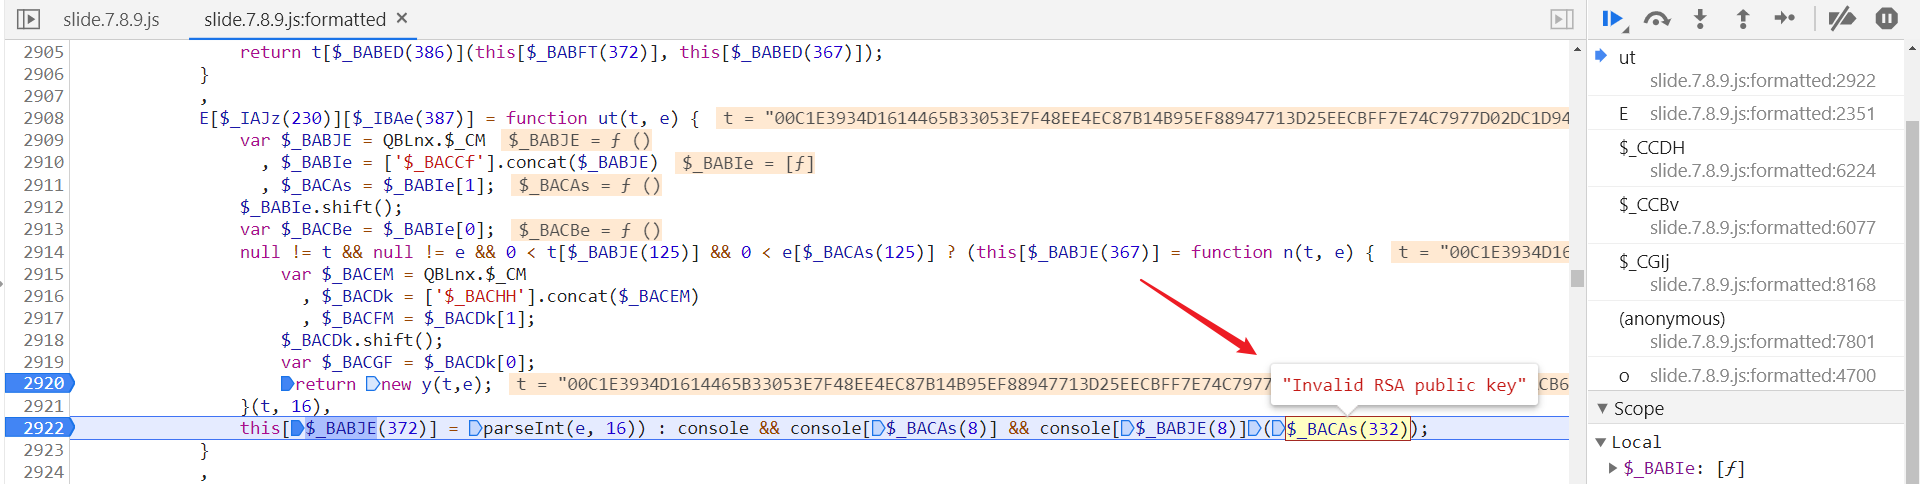 slide.7.8.9.js slide.7.8.9.js:formatted ×
2905 return t[$_BABED(386)](this[$_BABFT(372)], this[$_BABED(367)]);
2906 }
2907 ,
2908 E[$_IAJz(230)][$_IBAe(387)] = function ut(t, e) { t = "00C1E3934D1614465B33053E7F48EE4EC87B14B95EF88947713D25EECBFF7E74C7977D02DC1D94
2909 var $_BABJE = QBLnx.$_CM $_BABJE = ƒ ()
2910 , $_BABIe = ['$_BACCf'].concat($_BABJE) $_BABIe = [ƒ]
2911 , $_BACAs = $_BABIe[1]; $_BACAs = ƒ ()
2912 $_BABIe.shift();
2913 var $_BACBe = $_BABIe[0]; $_BACBe = ƒ ()
2914 null != t && null != e && 0 < t[$_BABJE(125)] && 0 < e[$_BACAs(125)] ? (this[$_BABJE(367)] = function n(t, e) { t = "00C1E3934D16
2915 var $_BACEM = QBLnx.$_CM
2916 , $_BACDk = ['$_BACHH'].concat($_BACEM)
2917 , $_BACFM = $_BACDk[1];
2918 $_BACDk.shift();
2919 var $_BACGF = $_BACDk[0];
2920 return new y(t,e); t = "00C1E3934D1614465B33053E7F48EE4EC87B14B95EF88947713D25EECBFF7E74C7977 CB6
"Invalid RSA public key"
2921 }(t, 16),
2922 this[$_BABJE(372)] = parseInt(e, 16)) : console && console[$_BACAs(8)] && console[$_BABJE(8)]($_BACAs(332));
2923 }
2924 ,
ut
slide.7.8.9.js:formatted:2922
E slide.7.8.9.js:formatted:2351
$_CCDH
slide.7.8.9.js:formatted:6224
$_CCBv
slide.7.8.9.js:formatted:6077
$_CGIj
slide.7.8.9.js:formatted:8168
(anonymous)
slide.7.8.9.js:formatted:7801
o slide.7.8.9.js:formatted:4700
Scope
Local
$_BABIe: [ƒ]